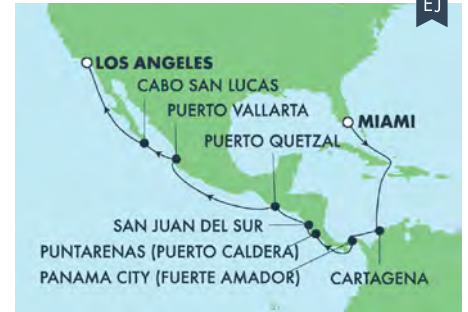 EJ
LOS ANGELES
CABO SAN LUCAS
PUERTO VALLARTA
MIAMI
PUERTO QUETZAL
SAN JUAN DEL SUR
PUNTARENAS (PUERTO CALDERA)
PANAMA CITY (FUERTE AMADOR)
CARTAGENA